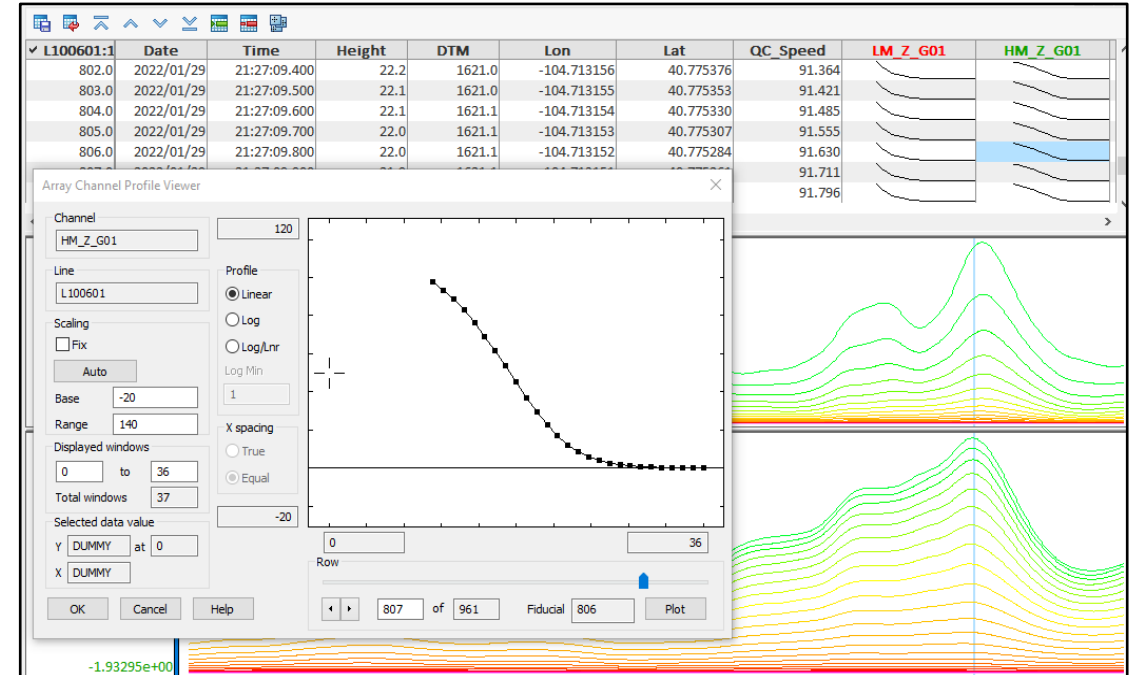 ✓ L100601:1 Date Time Height DTM Lon Lat QC_Speed LM_Z_G01 HM_Z_G01
802.0 2022/01/29 21:27:09.400 22.2 1621.0 -104.713156 40.775376 91.364
803.0 2022/01/29 21:27:09.500 22.1 1621.0 -104.713155 40.775353 91.421
804.0 2022/01/29 21:27:09.600 22.1 1621.1 -104.713154 40.775330 91.485
805.0 2022/01/29 21:27:09.700 22.0 1621.1 -104.713153 40.775307 91.555
806.0 2022/01/29 21:27:09.800 22.0 1621.1 -104.713152 40.775284 91.630
91.711
91.796
Array Channel Profile Viewer
Channel
HM_Z_G01
120
Line
L100601
Profile
Linear
Log
Log/Lnr
Log Min
1
Scaling
Fix
Auto
Base -20
Range 140
X spacing
True
Equal
Displayed windows
0 to 36
Total windows 37
-20
Selected data value
Y DUMMY at 0
X DUMMY
0 36
Row
OK Cancel Help 807 of 961 Fiducial 806 Plot
-1.93295e+00